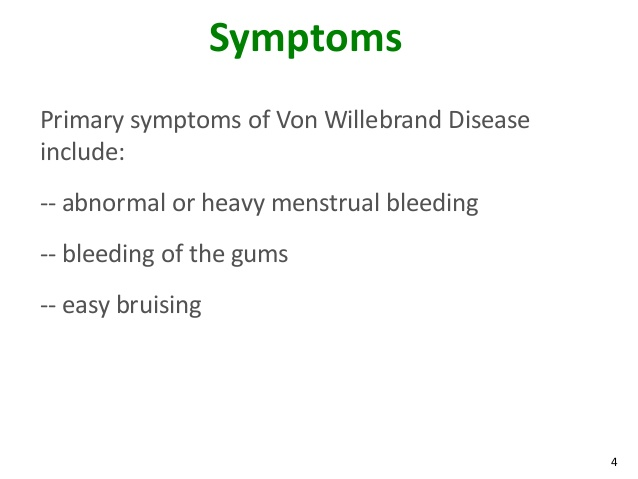 Symptoms
Primary symptoms of Von Willebrand Disease
include:
-- abnormal or heavy menstrual bleeding
-- bleeding of the gums
-- easy bruising
4